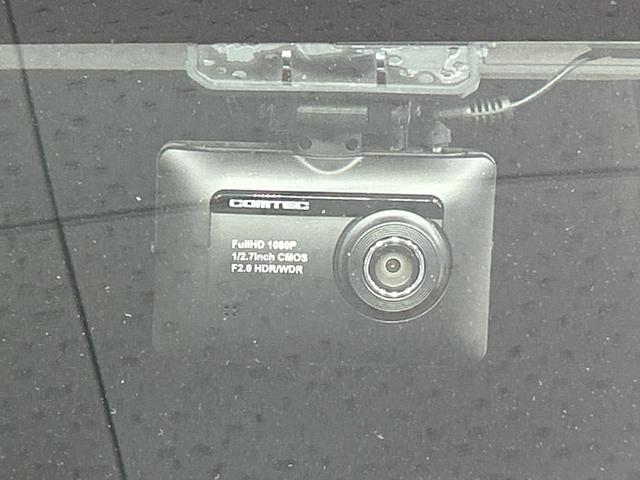 COMTEC
FullHD 1080P
1/2.7inch CMOS
F2.0 HDR/WDR